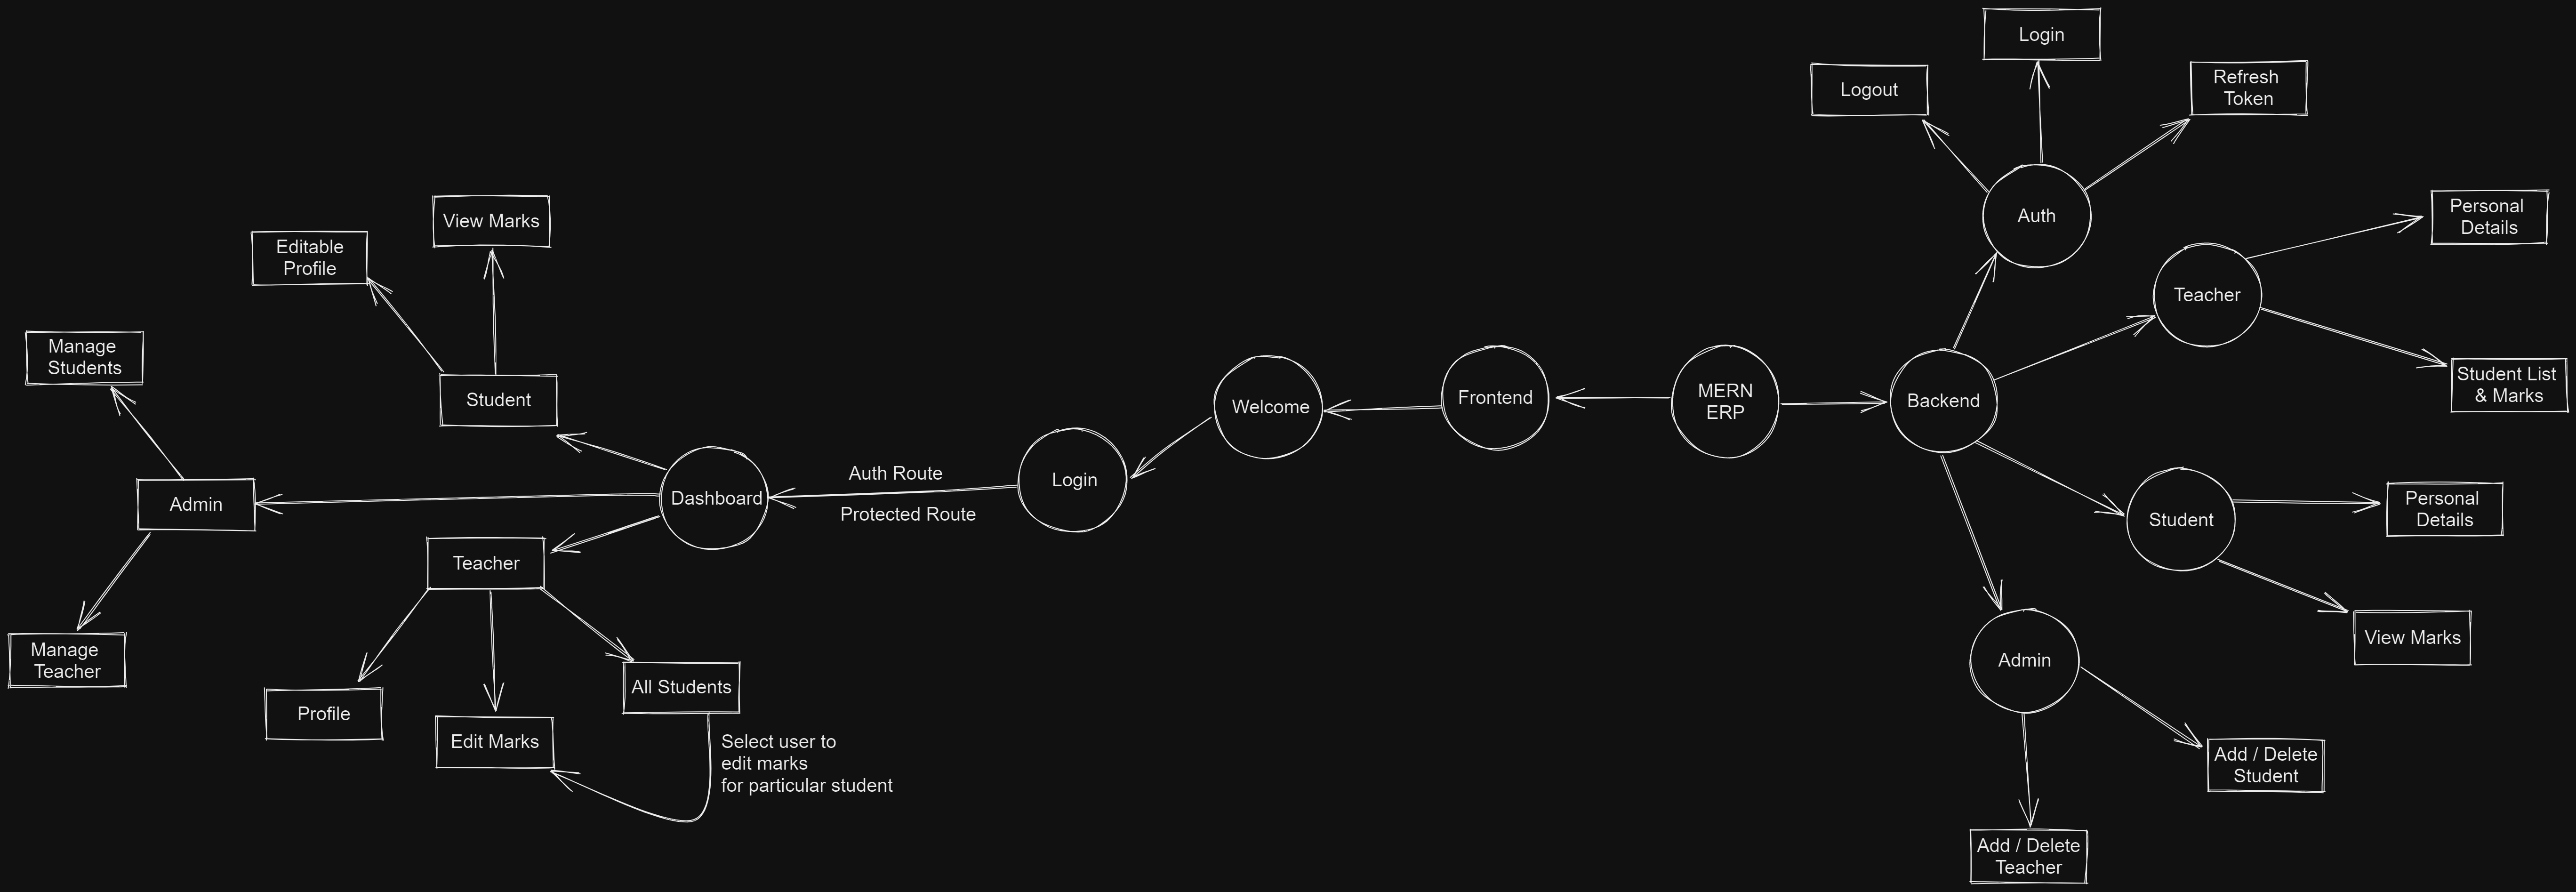 Login
Logout
Refresh
Token
Auth
Personal
Details
Teacher
Student List
& Marks
View Marks
Editable
Profile
Manage
Students
Student
Admin
Manage
Teacher
Teacher
Profile
Edit Marks
All Students
Select user to
edit marks
for particular student
Dashboard
Auth Route
Protected Route
Login
Welcome
Frontend
MERN
ERP
Backend
Student
Personal
Details
View Marks
Admin
Add / Delete
Student
Add / Delete
Teacher